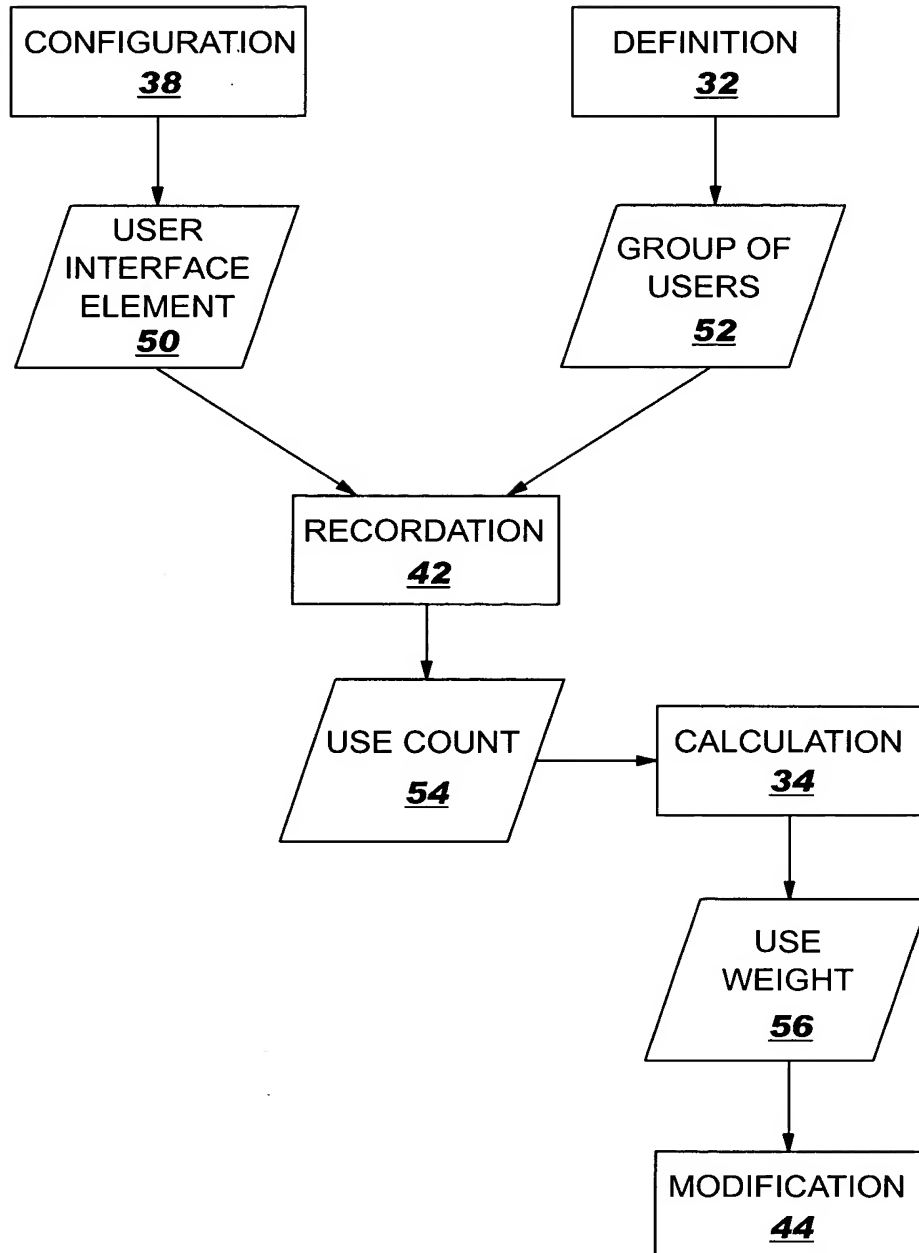 CONFIGURATION
38
DEFINITION
32
USER
INTERFACE
ELEMENT
50
GROUP OF
USERS
52
RECORDATION
42
USE COUNT
54
CALCULATION
34
USE
WEIGHT
56
MODIFICATION
44